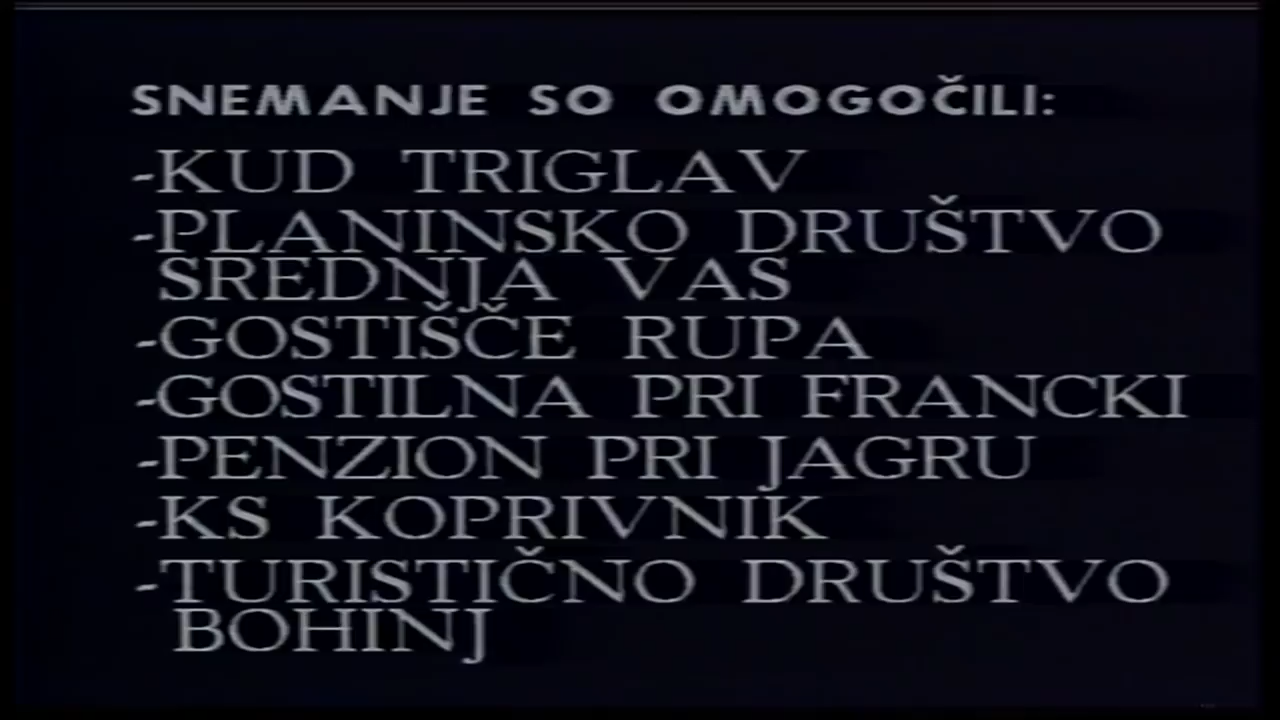 SNEMANJE SO OMOGOČILI:
-KUD TRIGLAV
-PLANINSKO DRUŠTVO
SREDNJA VAS
-GOSTIŠČE RUPA
-GOSTILNA PRI FRANCKI
-PENZION PRI JAGRU
-KS KOPRIVNIK
-TURISTIČNO DRUŠTVO
BOHINJ